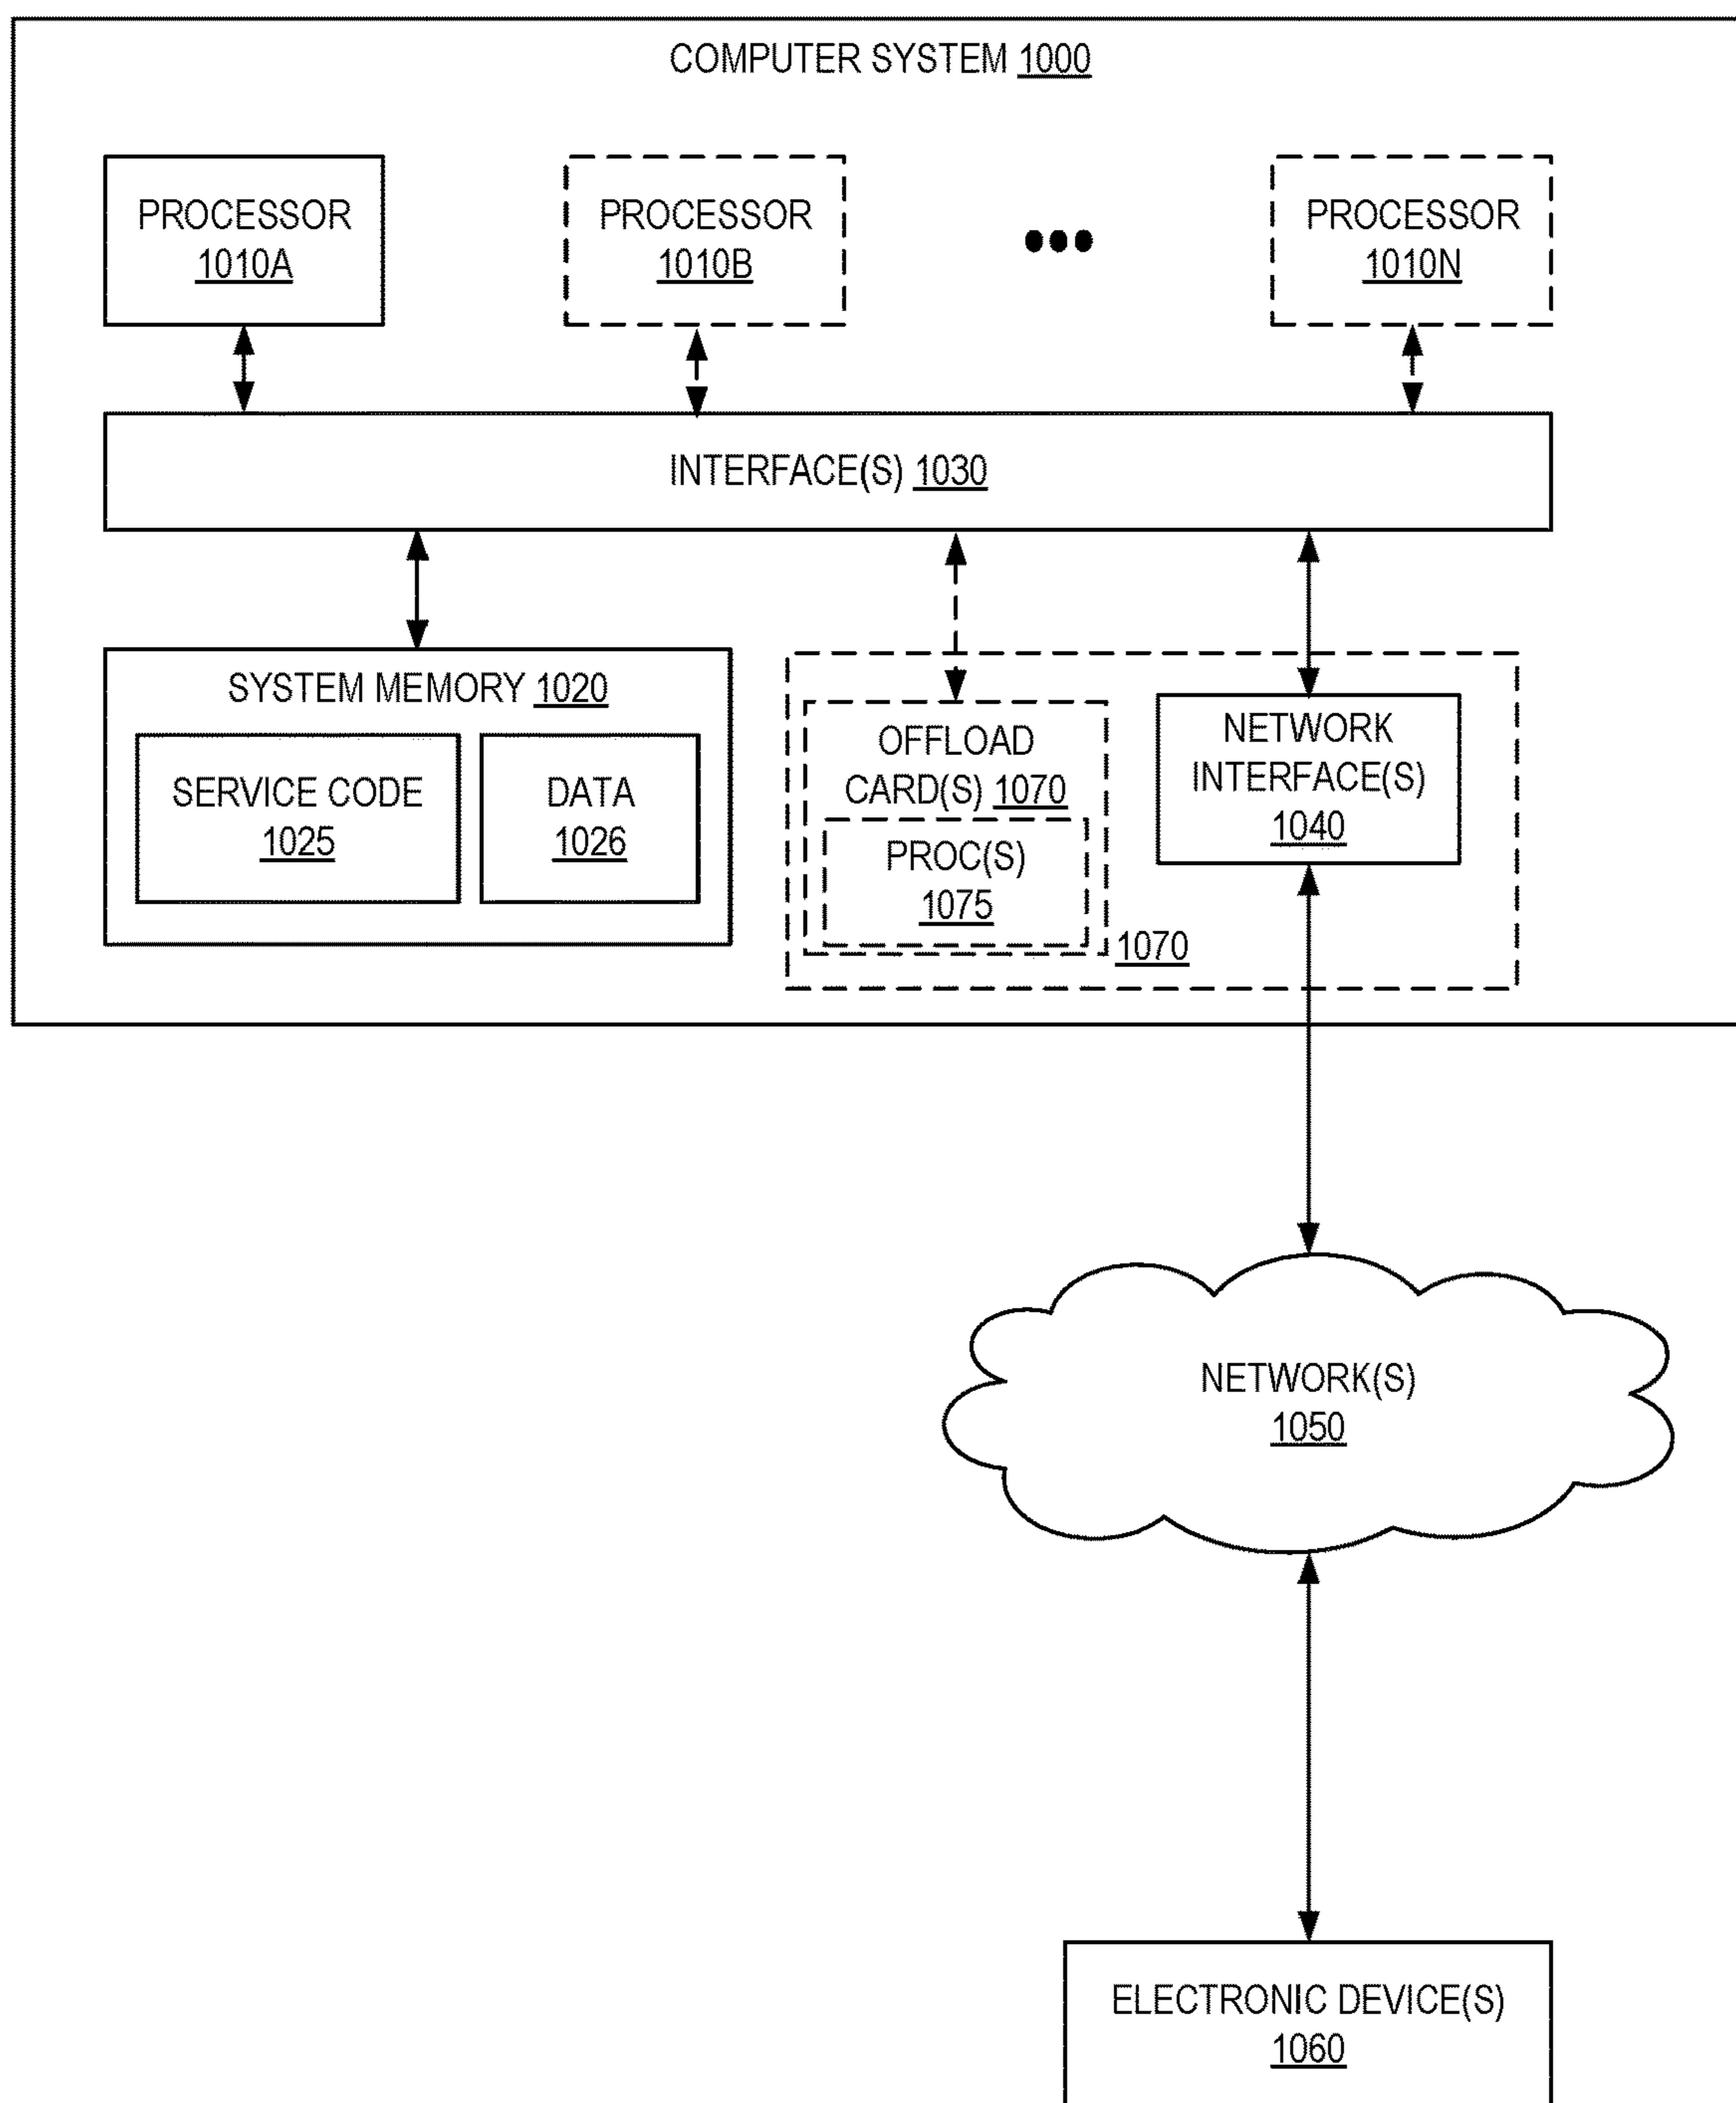 COMPUTER SYSTEM 1000
PROCESSOR
1010A
PROCESSOR
1010B
PROCESSOR
1010N
INTERFACE(S) 1030
SYSTEM MEMORY 1020
SERVICE CODE
1025
DATA
1026
OFFLOAD
CARD(S) 1070
PROC(S)
1075
1070
NETWORK
INTERFACE(S)
1040
NETWORK(S)
1050
ELECTRONIC DEVICE(S)
1060